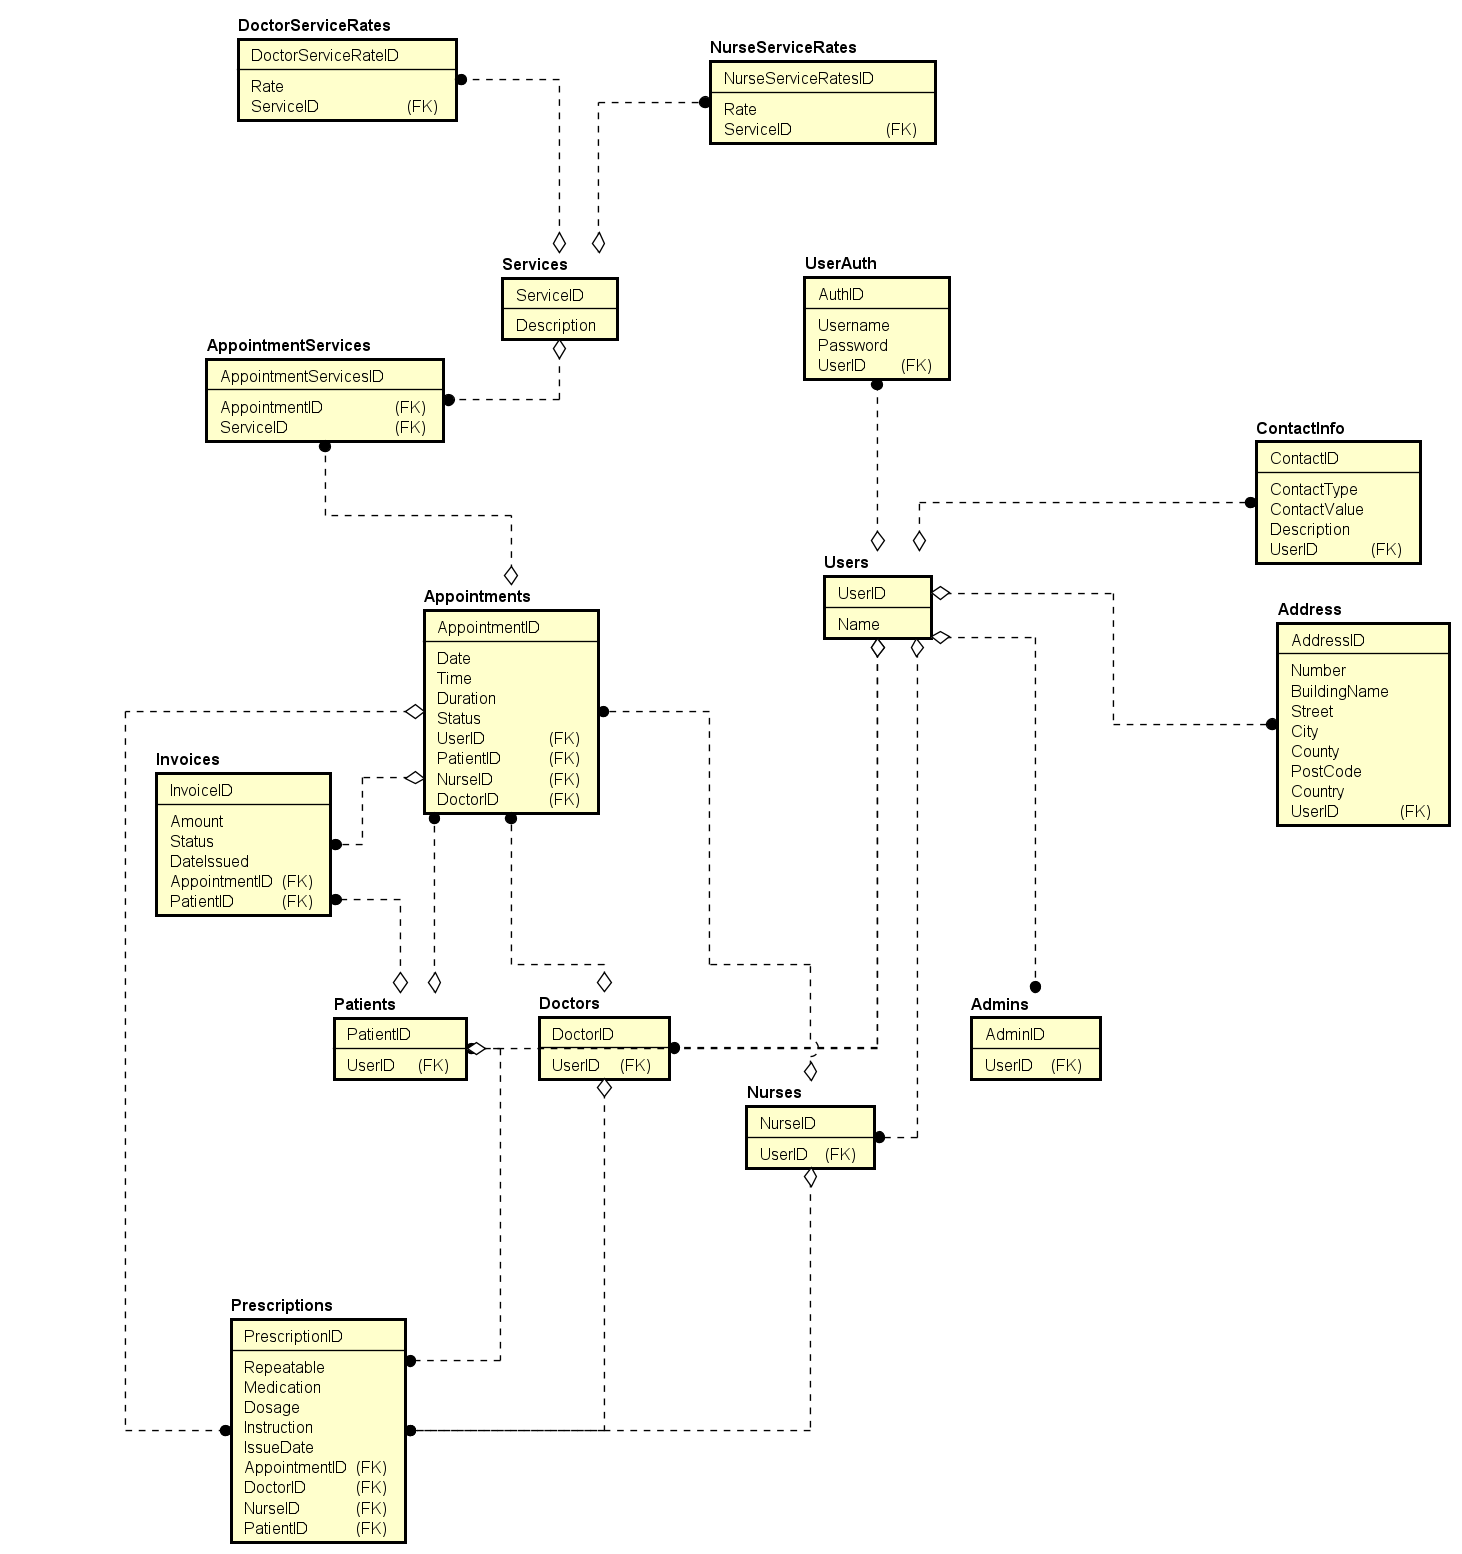 DoctorServiceRates
DoctorServiceRateID
Rate
ServiceID (FK)
NurseServiceRates
NurseServiceRatesID
Rate
ServiceID (FK)
Services
ServiceID
Description
UserAuth
AuthID
Username
Password
UserID (FK)
AppointmentServices
AppointmentServicesID
AppointmentID (FK)
ServiceID (FK)
ContactInfo
ContactID
ContactType
ContactValue
Description
UserID (FK)
Users
UserID
Name
Appointments
AppointmentID
Date
Time
Duration
Status
UserID (FK)
PatientID (FK)
NurseID (FK)
DoctorID (FK)
Address
AddressID
Number
BuildingName
Street
City
County
PostCode
Country
UserID (FK)
Invoices
InvoiceID
Amount
Status
DateIssued
AppointmentID (FK)
PatientID (FK)
Patients
PatientID
UserID (FK)
Doctors
DoctorID
UserID (FK)
Admins
AdminID
UserID (FK)
Nurses
NurseID
UserID (FK)
Prescriptions
PrescriptionID
Repeatable
Medication
Dosage
Instruction
IssueDate
AppointmentID (FK)
DoctorID (FK)
NurseID (FK)
PatientID (FK)